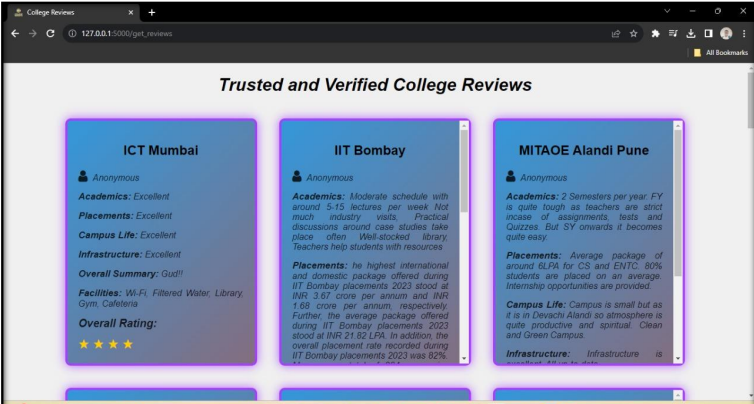 College Reviews
127.0.0.1:5000/get_reviews
All Bookmarks
Trusted and Verified College Reviews
ICT Mumbai
Anonymous
Academics: Excellent
Placements: Excellent
Campus Life: Excellent
Infrastructure: Excellent
Overall Summary: Gud!!
Facilities: Wi-Fi, Filtered Water, Library,
Gym, Cafeteria
Overall Rating:
IIT Bombay
Anonymous
Academics: Moderate schedule with
around 5-15 lectures per week Not
much industry visits, Practical
discussions around case studies take
place often Well-stocked library,
Teachers help students with resources
Placements: he highest international
and domestic package offered during
IIT Bombay placements 2023 stood at
INR 3.67 crore per annum and INR
1.68 crore per annum, respectively.
Further, the average package offered
during IIT Bombay placements 2023
stood at INR 21.82 LPA. In addition, the
overall placement rate recorded during
IIT Bombay placements 2023 was 82%.
MITAOE Alandi Pune
Anonymous
Academics: 2 Semesters per year. FY
is quite tough as teachers are strict
incase of assignments, tests and
Quizzes. But SY onwards it becomes
quite easy.
Placements: Average package of
around 6LPA for CS and ENTC. 80%
students are placed on an average.
Internship opportunities are provided.
Campus Life: Campus is small but as
it is in Devachi Alandi so atmosphere is
quite productive and spiritual. Clean
and Green Campus.
Infrastructure: Infrastructure is